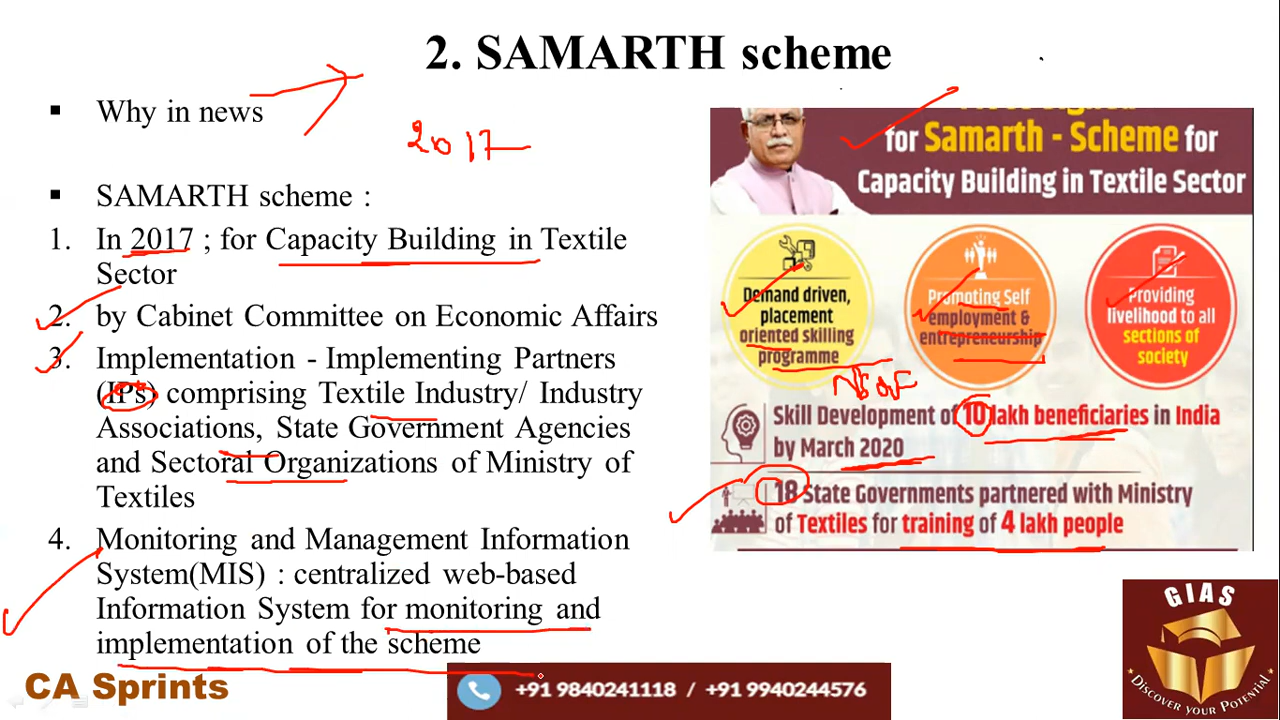 2. SAMARTH scheme
▪ Why in news
2017
▪ SAMARTH scheme :
1. In 2017 ; for Capacity Building in Textile
Sector
2. by Cabinet Committee on Economic Affairs
3. Implementation - Implementing Partners
(IPs) comprising Textile Industry/ Industry
Associations, State Government Agencies
and Sectoral Organizations of Ministry of
Textiles
4. Monitoring and Management Information
System(MIS) : centralized web-based
Information System for monitoring and
implementation of the scheme
for Samarth - Scheme for
Capacity Building in Textile Sector
Demand driven,
placement
oriented skilling
programme
Promoting Self
employment &
entrepreneurship
Providing
livelihood to all
sections of
society
Skill Development of 10 lakh beneficiaries in India
by March 2020
18 State Governments partnered with Ministry
of Textiles for training of 4 lakh people
CA Sprints
+91 9840241118 / +91 9940244576
GIAS
DISCOVER YOUR POTENTIAL